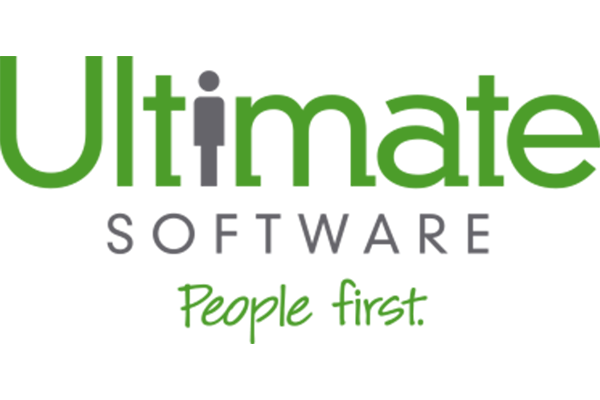 Ultimate
SOFTWARE
People first.